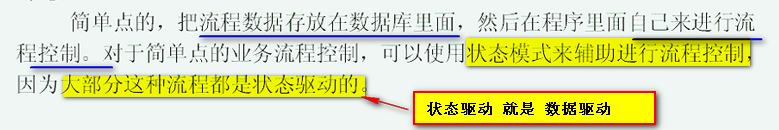 简单点的，把流程数据存放在数据库里面，然后在程序里面自己来进行流
程控制。对于简单点的业务流程控制，可以使用状态模式来辅助进行流程控制，
因为大部分这种流程都是状态驱动的。
状态驱动 就是 数据驱动